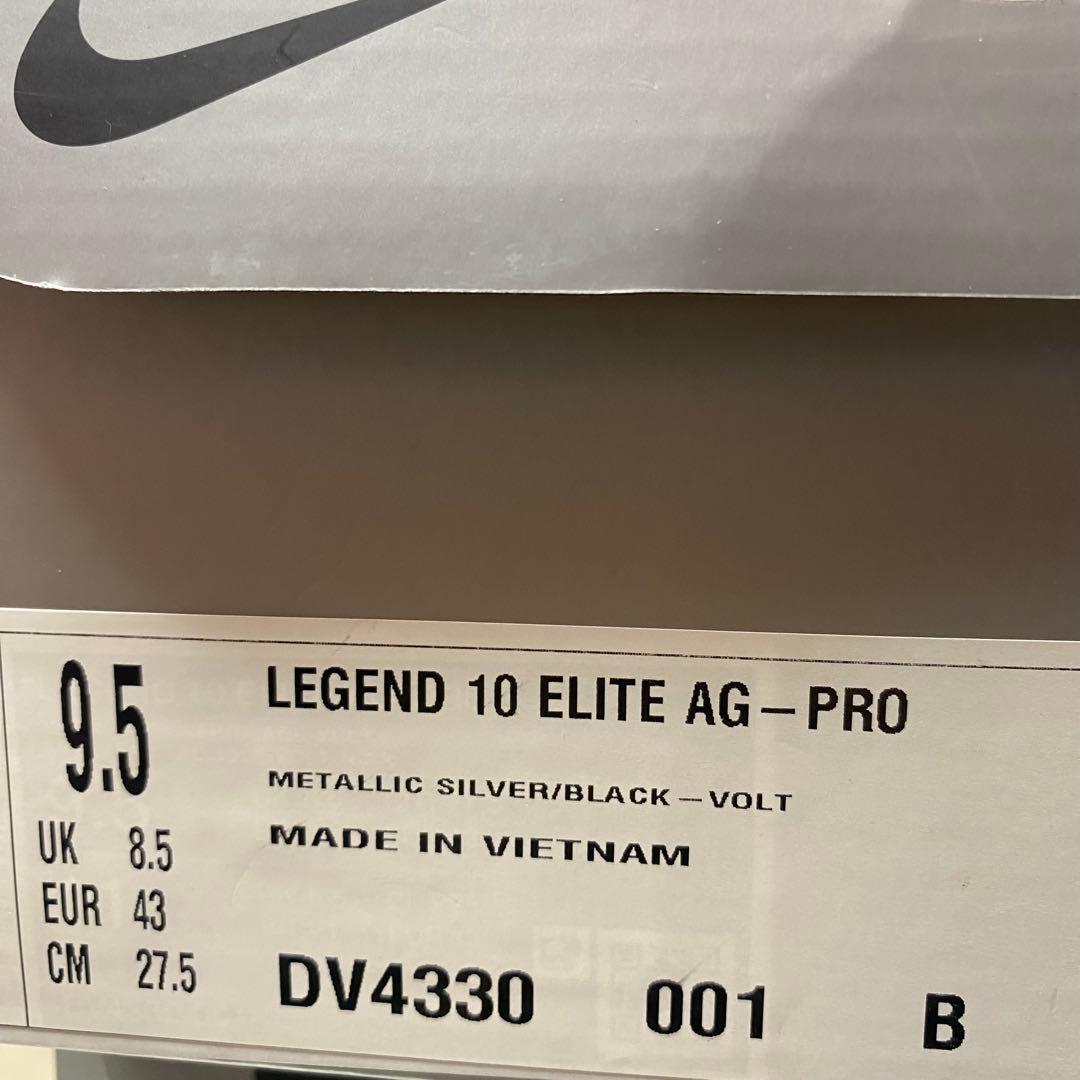 9.5
LEGEND 10 ELITE AG-PRO
METALLIC SILVER/BLACK-VOLT
MADE IN VIETNAM
UK 8.5
EUR 43
CM 27.5
DV4330 001 B